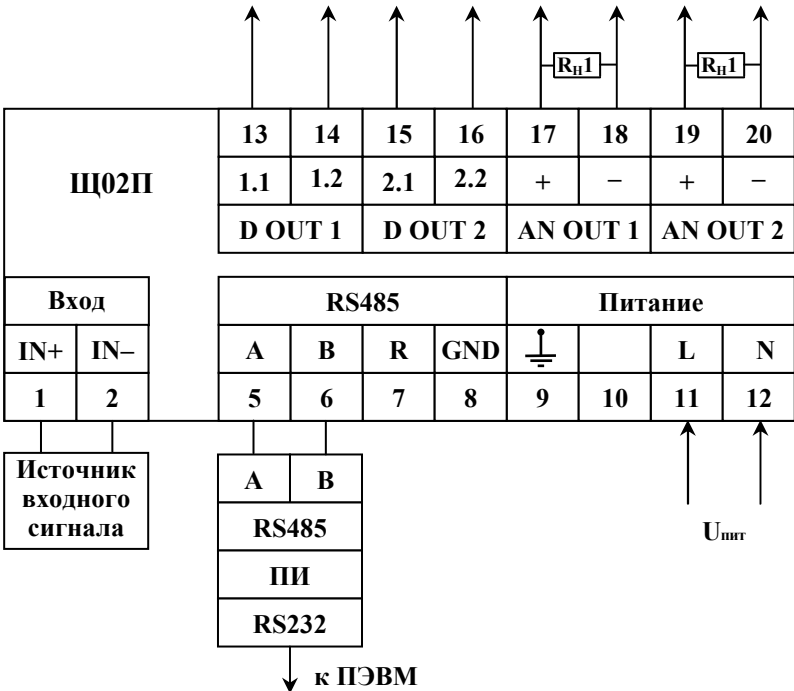 Rн1 Rн1
13 14 15 16 17 18 19 20
Щ02П 1.1 1.2 2.1 2.2 + − + −
D OUT 1 D OUT 2 AN OUT 1 AN OUT 2
Вход RS485 Питание
IN+ IN− A B R GND L N
1 2 5 6 7 8 9 10 11 12
Источник
входного
сигнала
A B
RS485
ПИ
RS232
Uпит
к ПЭВМ